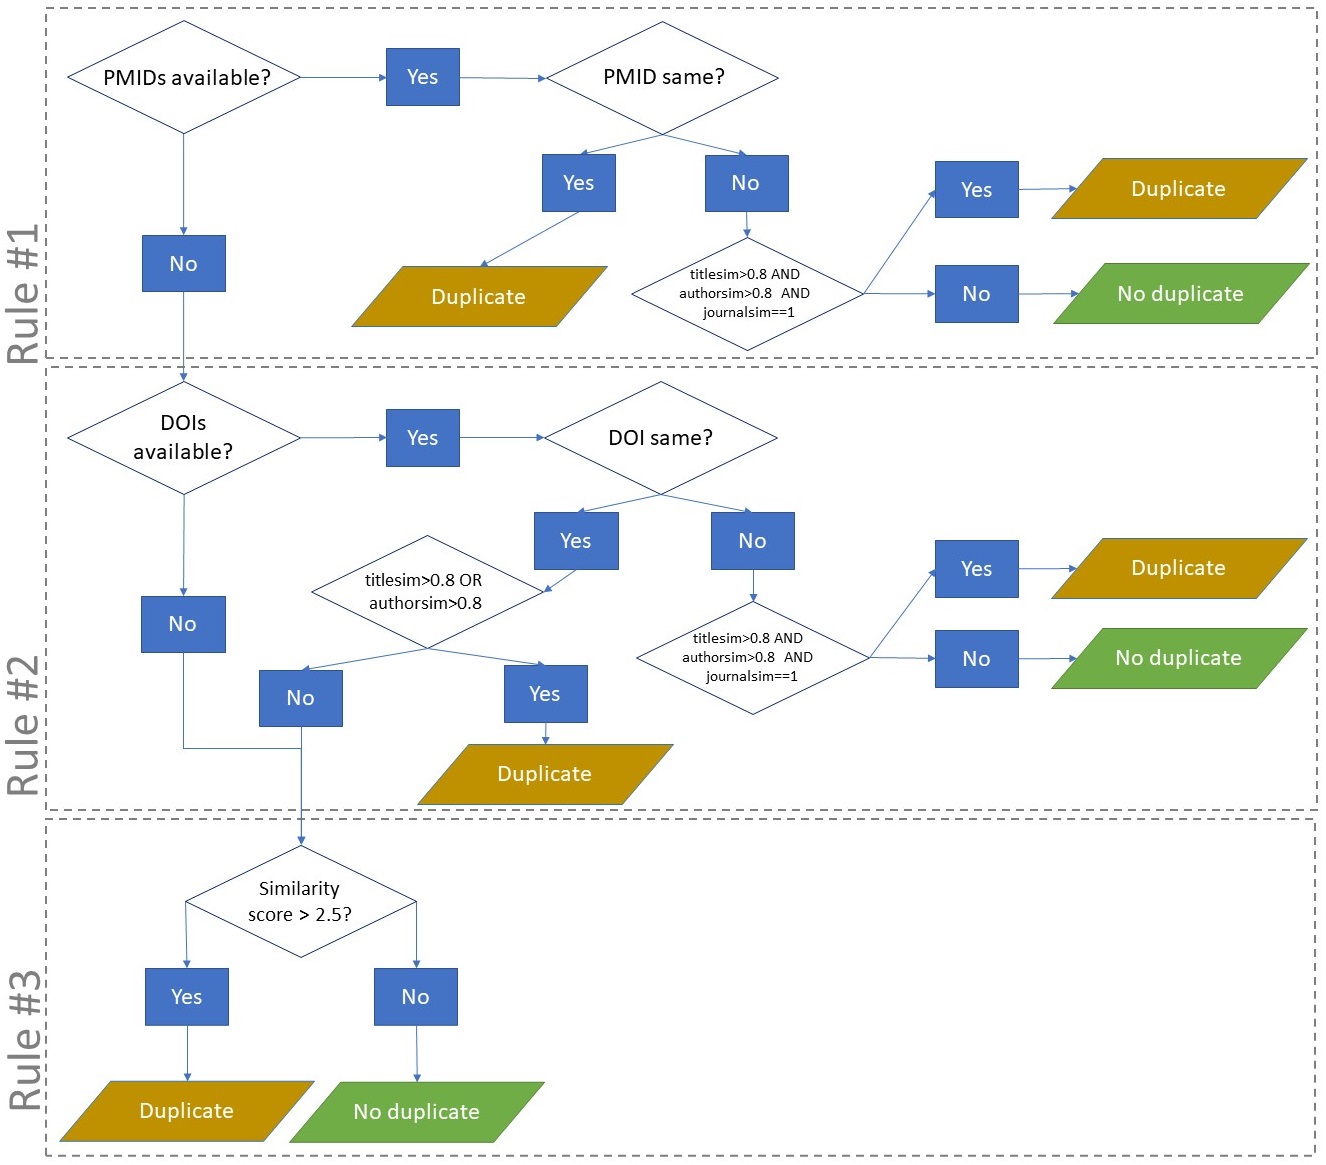 Rule #1
PMIDs available?
Yes
PMID same?
Yes
No
Yes
Duplicate
No
Duplicate
titlesim>0.8 AND
authorsim>0.8 AND
journalsim==1
No
No duplicate
Rule #2
DOIs
available?
Yes
DOI same?
Yes
No
Yes
Duplicate
titlesim>0.8 OR
authorsim>0.8
No
titlesim>0.8 AND
authorsim>0.8 AND
journalsim==1
No
No duplicate
No
Yes
Duplicate
Rule #3
Similarity
score > 2.5?
Yes
No
Duplicate
No duplicate